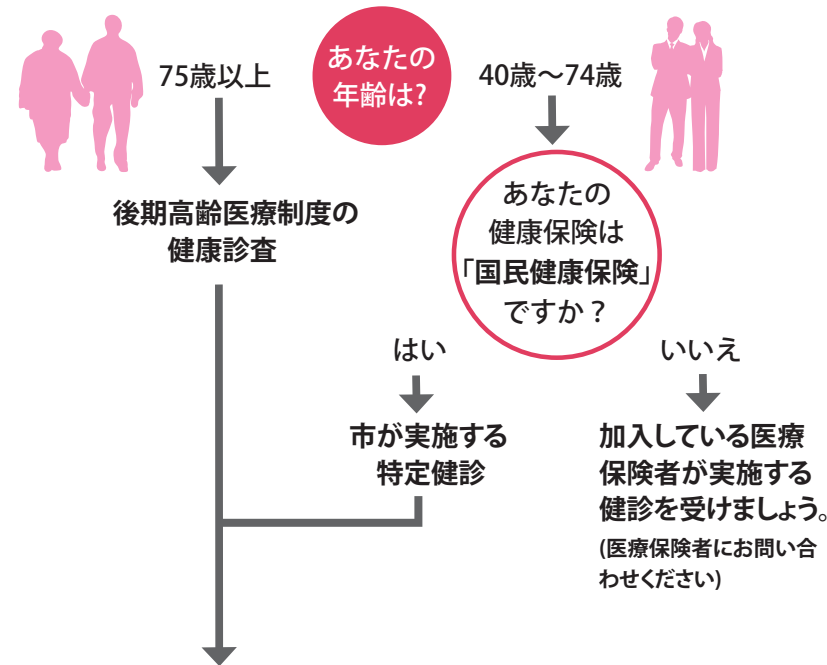 あなたの
年齢は?
75歳以上
後期高齢医療制度の
健康診査
40歳～74歳
あなたの
健康保険は
「国民健康保険」
ですか？
はい
市が実施する
特定健診
いいえ
加入している医療
保険者が実施する
健診を受けましょう。
(医療保険者にお問い合
わせください)